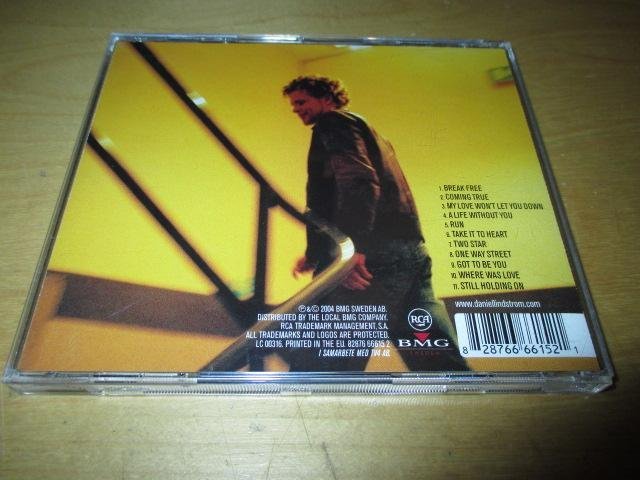 1. BREAK FREE
2. COMING TRUE
3. MY LOVE WON'T LET YOU DOWN
4. A LIFE WITHOUT YOU
5. RUN
6. TAKE IT TO HEART
7. TWO STAR
8. ONE WAY STREET
9. GOT TO BE YOU
10. WHERE WAS LOVE
11. STILL HOLDING ON
www.daniellindstrom.com
℗&© 2004 BMG SWEDEN AB.
DISTRIBUTED BY THE LOCAL BMG COMPANY.
RCA TRADEMARK MANAGEMENT, S.A.
ALL TRADEMARKS AND LOGOS ARE PROTECTED.
LC 00316. PRINTED IN THE EU. 82876 66615 2
I SAMARBETE MED TV4 AB.
RCA
BMG
SWEDEN
8 28766 66152 1